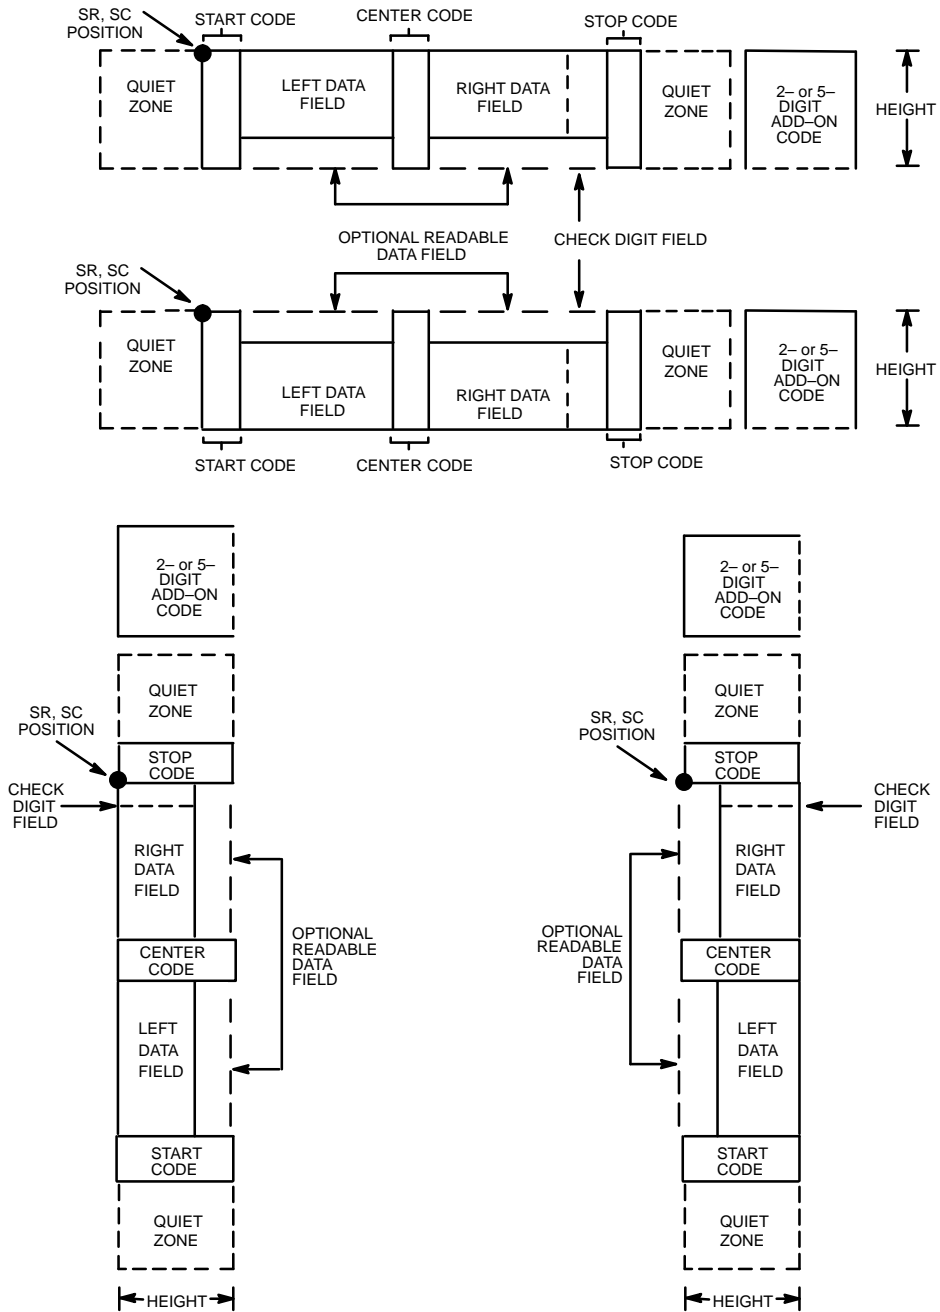 SR, SC
POSITION
START CODE
CENTER CODE
STOP CODE
QUIET
ZONE
LEFT DATA
FIELD
RIGHT DATA
FIELD
QUIET
ZONE
2– or 5–
DIGIT
ADD–ON
CODE
HEIGHT
OPTIONAL READABLE
DATA FIELD
CHECK DIGIT FIELD
SR, SC
POSITION
QUIET
ZONE
LEFT DATA
FIELD
RIGHT DATA
FIELD
QUIET
ZONE
2– or 5–
DIGIT
ADD–ON
CODE
HEIGHT
START CODE
CENTER CODE
STOP CODE
2– or 5–
DIGIT
ADD–ON
CODE
QUIET
ZONE
SR, SC
POSITION
STOP
CODE
CHECK
DIGIT
FIELD
RIGHT
DATA
FIELD
OPTIONAL
READABLE
DATA
FIELD
CENTER
CODE
LEFT
DATA
FIELD
START
CODE
QUIET
ZONE
HEIGHT
2– or 5–
DIGIT
ADD–ON
CODE
QUIET
ZONE
SR, SC
POSITION
STOP
CODE
CHECK
DIGIT
FIELD
RIGHT
DATA
FIELD
OPTIONAL
READABLE
DATA
FIELD
CENTER
CODE
LEFT
DATA
FIELD
START
CODE
QUIET
ZONE
HEIGHT